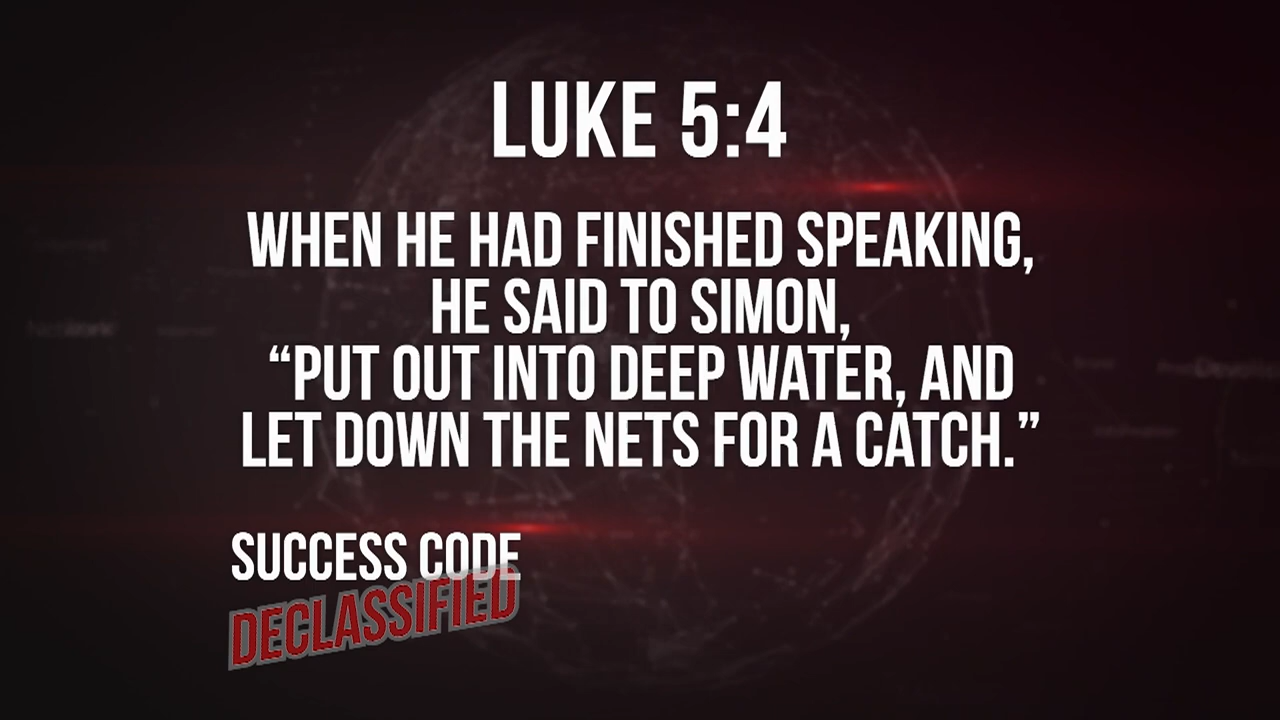 LUKE 5:4
WHEN HE HAD FINISHED SPEAKING,
HE SAID TO SIMON,
“PUT OUT INTO DEEP WATER, AND
LET DOWN THE NETS FOR A CATCH.”
SUCCESS CODE
DECLASSIFIED